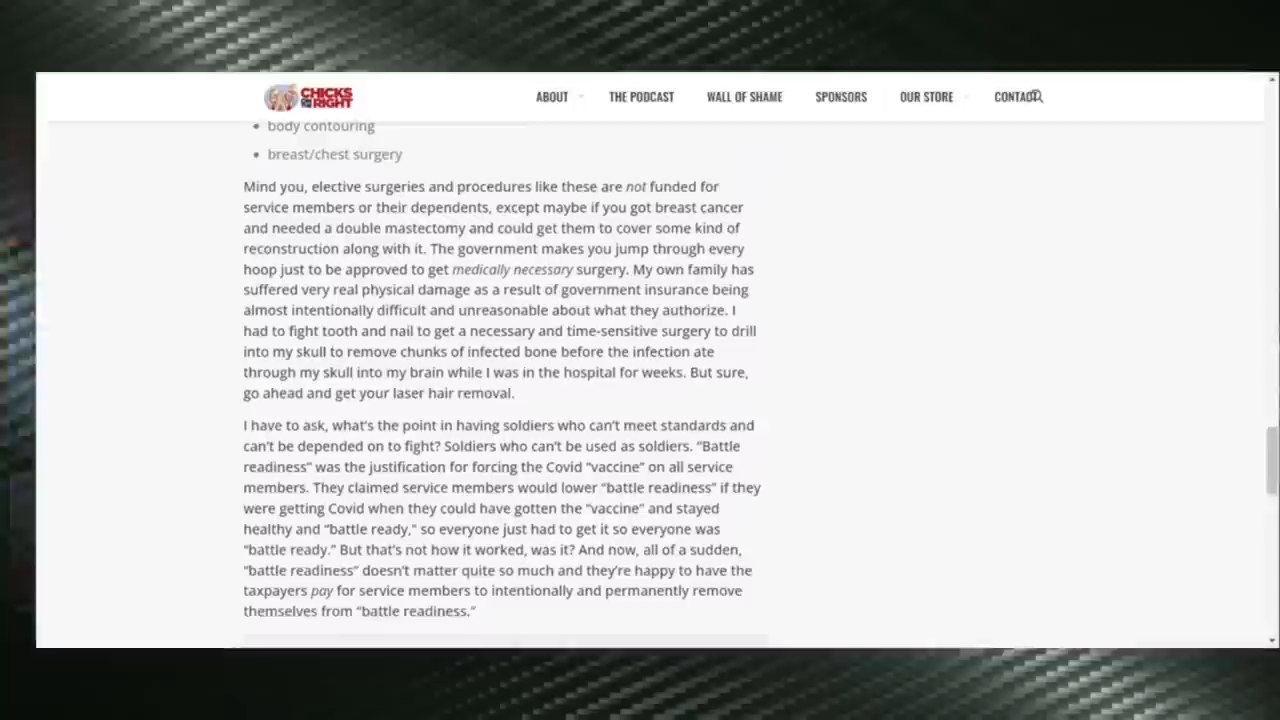 CHICKS
ON THE
RIGHT
ABOUT
THE PODCAST
WALL OF SHAME
SPONSORS
OUR STORE
CONTACT
• body contouring
• breast/chest surgery
Mind you, elective surgeries and procedures like these are not funded for
service members or their dependents, except maybe if you got breast cancer
and needed a double mastectomy and could get them to cover some kind of
reconstruction along with it. The government makes you jump through every
hoop just to be approved to get medically necessary surgery. My own family has
suffered very real physical damage as a result of government insurance being
almost intentionally difficult and unreasonable about what they authorize. I
had to fight tooth and nail to get a necessary and time-sensitive surgery to drill
into my skull to remove chunks of infected bone before the infection ate
through my skull into my brain while I was in the hospital for weeks. But sure,
go ahead and get your laser hair removal.
I have to ask, what's the point in having soldiers who can't meet standards and
can't be depended on to fight? Soldiers who can't be used as soldiers. "Battle
readiness" was the justification for forcing the Covid "vaccine" on all service
members. They claimed service members would lower "battle readiness" if they
were getting Covid when they could have gotten the "vaccine" and stayed
healthy and "battle ready," so everyone just had to get it so everyone was
"battle ready." But that's not how it worked, was it? And now, all of a sudden,
"battle readiness" doesn't matter quite so much and they're happy to have the
taxpayers pay for service members to intentionally and permanently remove
themselves from "battle readiness."